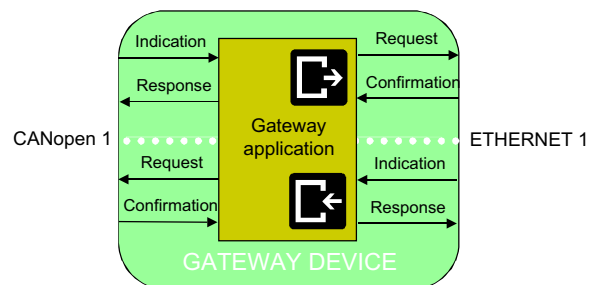 Indication
Request
Response
Confirmation
CANopen 1
Gateway
application
ETHERNET 1
Request
Indication
Confirmation
Response
GATEWAY DEVICE